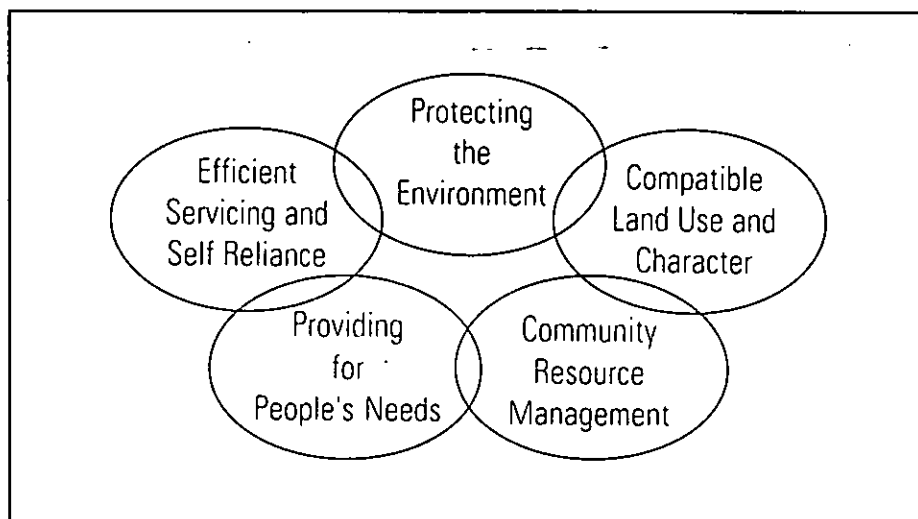 Protecting
the
Environment
Efficient
Servicing and
Self Reliance
Compatible
Land Use and
Character
Providing
for
People's Needs
Community
Resource
Management